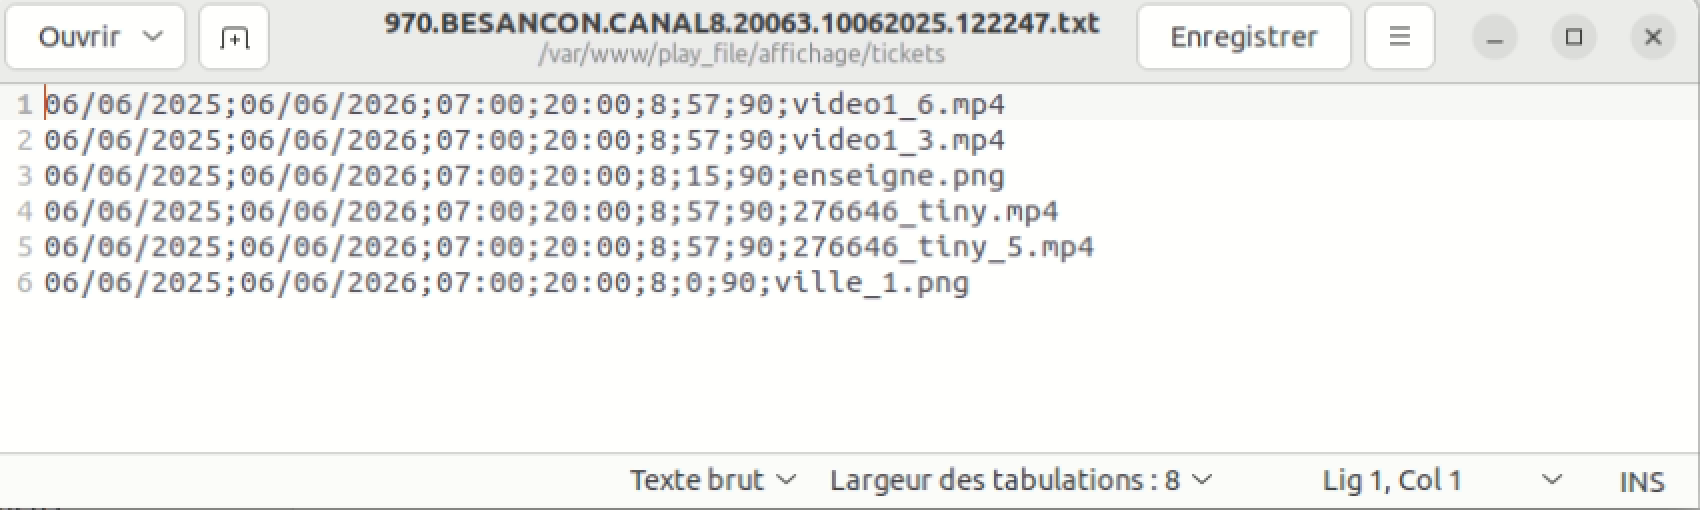 Ouvrir
970.BESANCON.CANAL8.20063.10062025.122247.txt
/var/www/play_file/affichage/tickets
Enregistrer
1 06/06/2025;06/06/2026;07:00;20:00;8;57;90;video1_6.mp4
2 06/06/2025;06/06/2026;07:00;20:00;8;57;90;video1_3.mp4
3 06/06/2025;06/06/2026;07:00;20:00;8;15;90;enseigne.png
4 06/06/2025;06/06/2026;07:00;20:00;8;57;90;276646_tiny.mp4
5 06/06/2025;06/06/2026;07:00;20:00;8;57;90;276646_tiny_5.mp4
6 06/06/2025;06/06/2026;07:00;20:00;8;0;90;ville_1.png
Texte brut Largeur des tabulations : 8 Lig 1, Col 1 INS